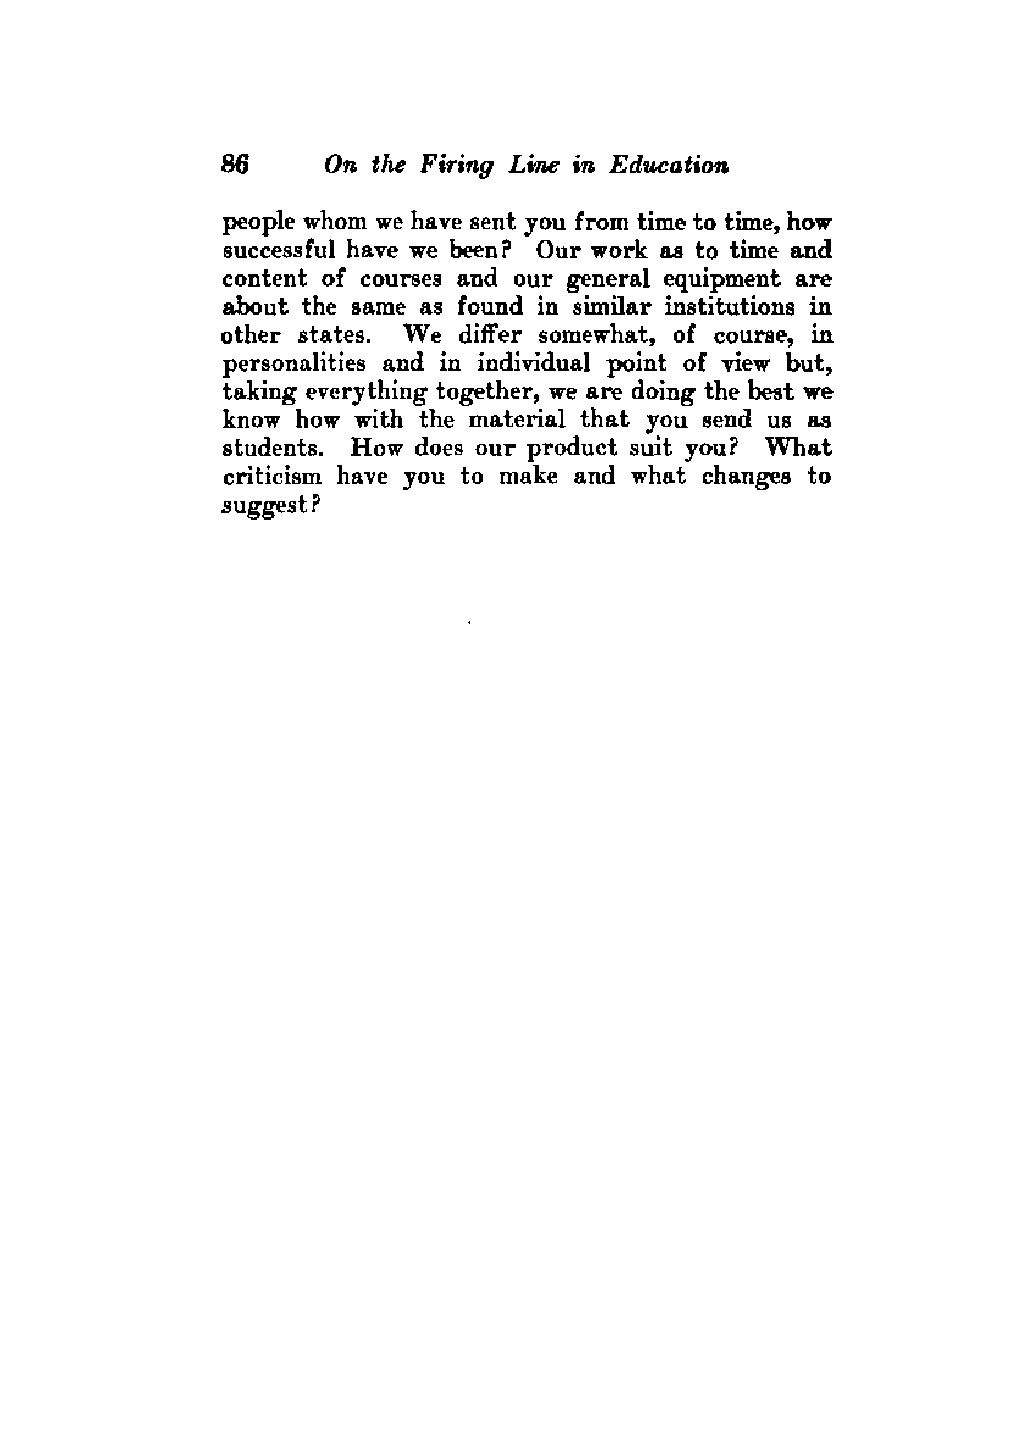 86 On the Firing Line in Education
people whom we have sent you from time to time, how
successful have we been? Our work as to time and
content of courses and our general equipment are
about the same as found in similar institutions in
other states. We differ somewhat, of course, in
personalities and in individual point of view but,
taking everything together, we are doing the best we
know how with the material that you send us as
students. How does our product suit you? What
criticism have you to make and what changes to
suggest?